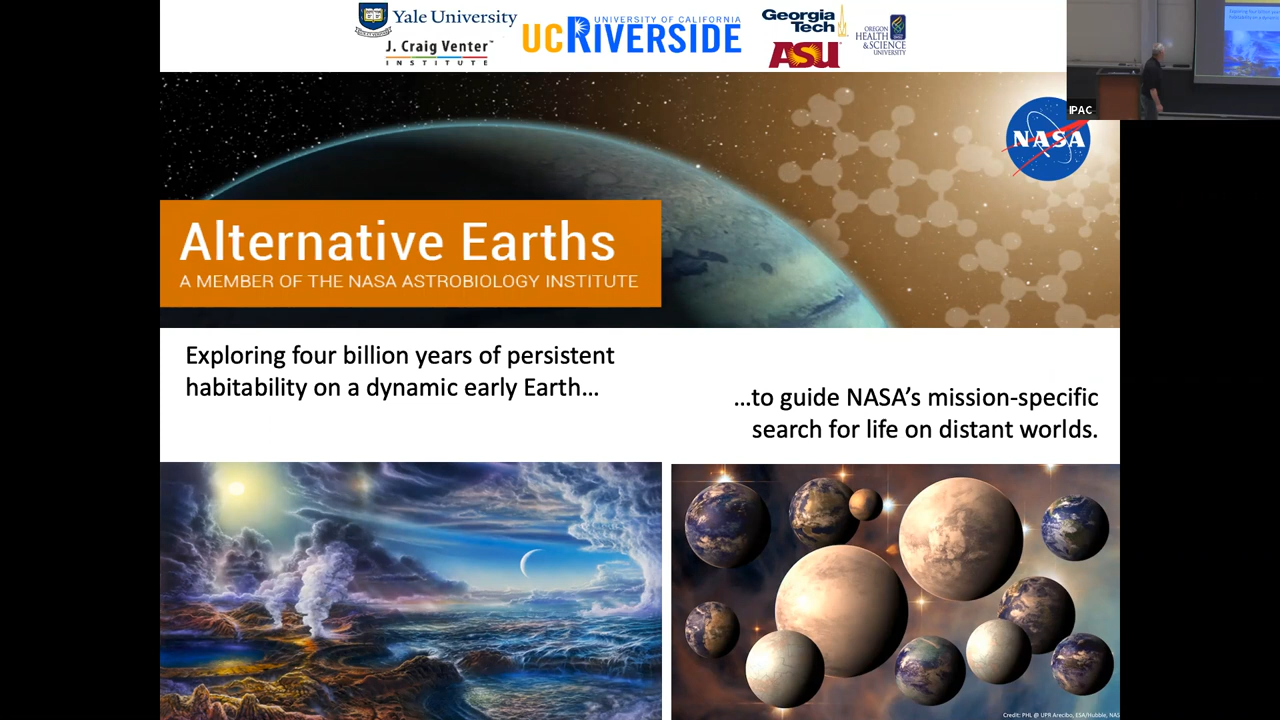 Yale University
J. Craig Venter™
INSTITUTE
UNIVERSITY OF CALIFORNIA
UCRIVERSIDE
Georgia
Tech
ASU
OREGON
HEALTH
& SCIENCE
UNIVERSITY
IPAC
NASA
Alternative Earths
A MEMBER OF THE NASA ASTROBIOLOGY INSTITUTE
Exploring four billion years of persistent
habitability on a dynamic early Earth...
...to guide NASA's mission-specific
search for life on distant worlds.
Credit: PHL @ UPR Arecibo, ESA/Hubble, NAS